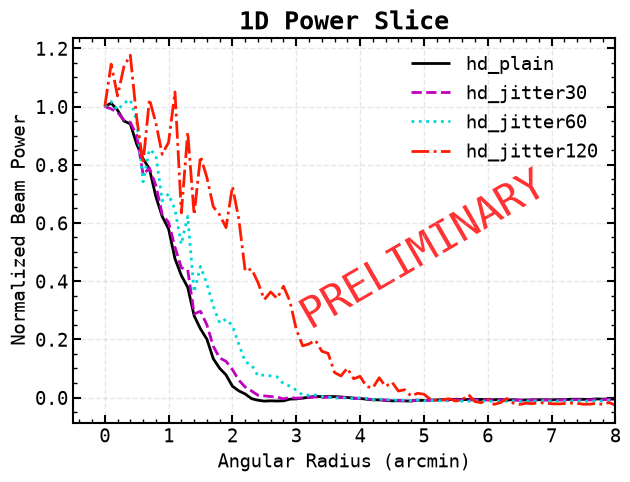 1D Power Slice
Normalized Beam Power
1.2
1.0
0.8
0.6
0.4
0.2
0.0
hd_plain
hd_jitter30
hd_jitter60
hd_jitter120
PRELIMINARY
0 1 2 3 4 5 6 7 8
Angular Radius (arcmin)